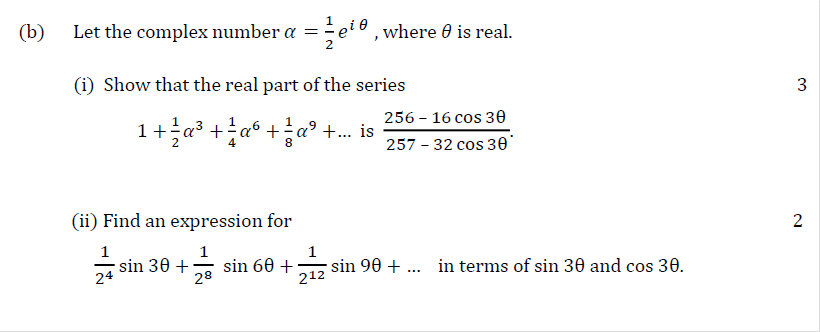 (b) Let the complex number α = 1/2 e^{iθ} , where θ is real.
(i) Show that the real part of the series 3
1 + 1/2 α³ + 1/4 α⁶ + 1/8 α⁹ + ... is (256 – 16 cos 3θ)/(257 – 32 cos 3θ).
(ii) Find an expression for 2
1/2⁴ sin 3θ + 1/2⁸ sin 6θ + 1/2¹² sin 9θ + ... in terms of sin 3θ and cos 3θ.